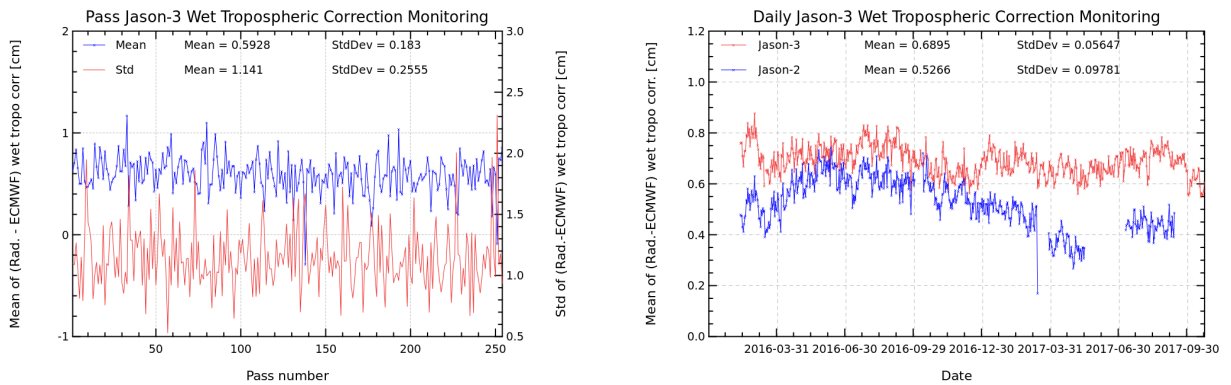 Pass Jason-3 Wet Tropospheric Correction Monitoring
Mean of (Rad. - ECMWF) wet tropo corr [cm]
2
1
0
-1
Mean Mean = 0.5928 StdDev = 0.183
Std Mean = 1.141 StdDev = 0.2555
3.0
2.5
2.0
1.5
1.0
0.5
Std of (Rad.-ECMWF) wet tropo corr [cm]
50 100 150 200 250
Pass number
Daily Jason-3 Wet Tropospheric Correction Monitoring
Mean of (Rad.-ECMWF) wet tropo corr. [cm]
1.2
1.0
0.8
0.6
0.4
0.2
0.0
Jason-3 Mean = 0.6895 StdDev = 0.05647
Jason-2 Mean = 0.5266 StdDev = 0.09781
2016-03-31 2016-06-30 2016-09-29 2016-12-30 2017-03-31 2017-06-30 2017-09-30
Date